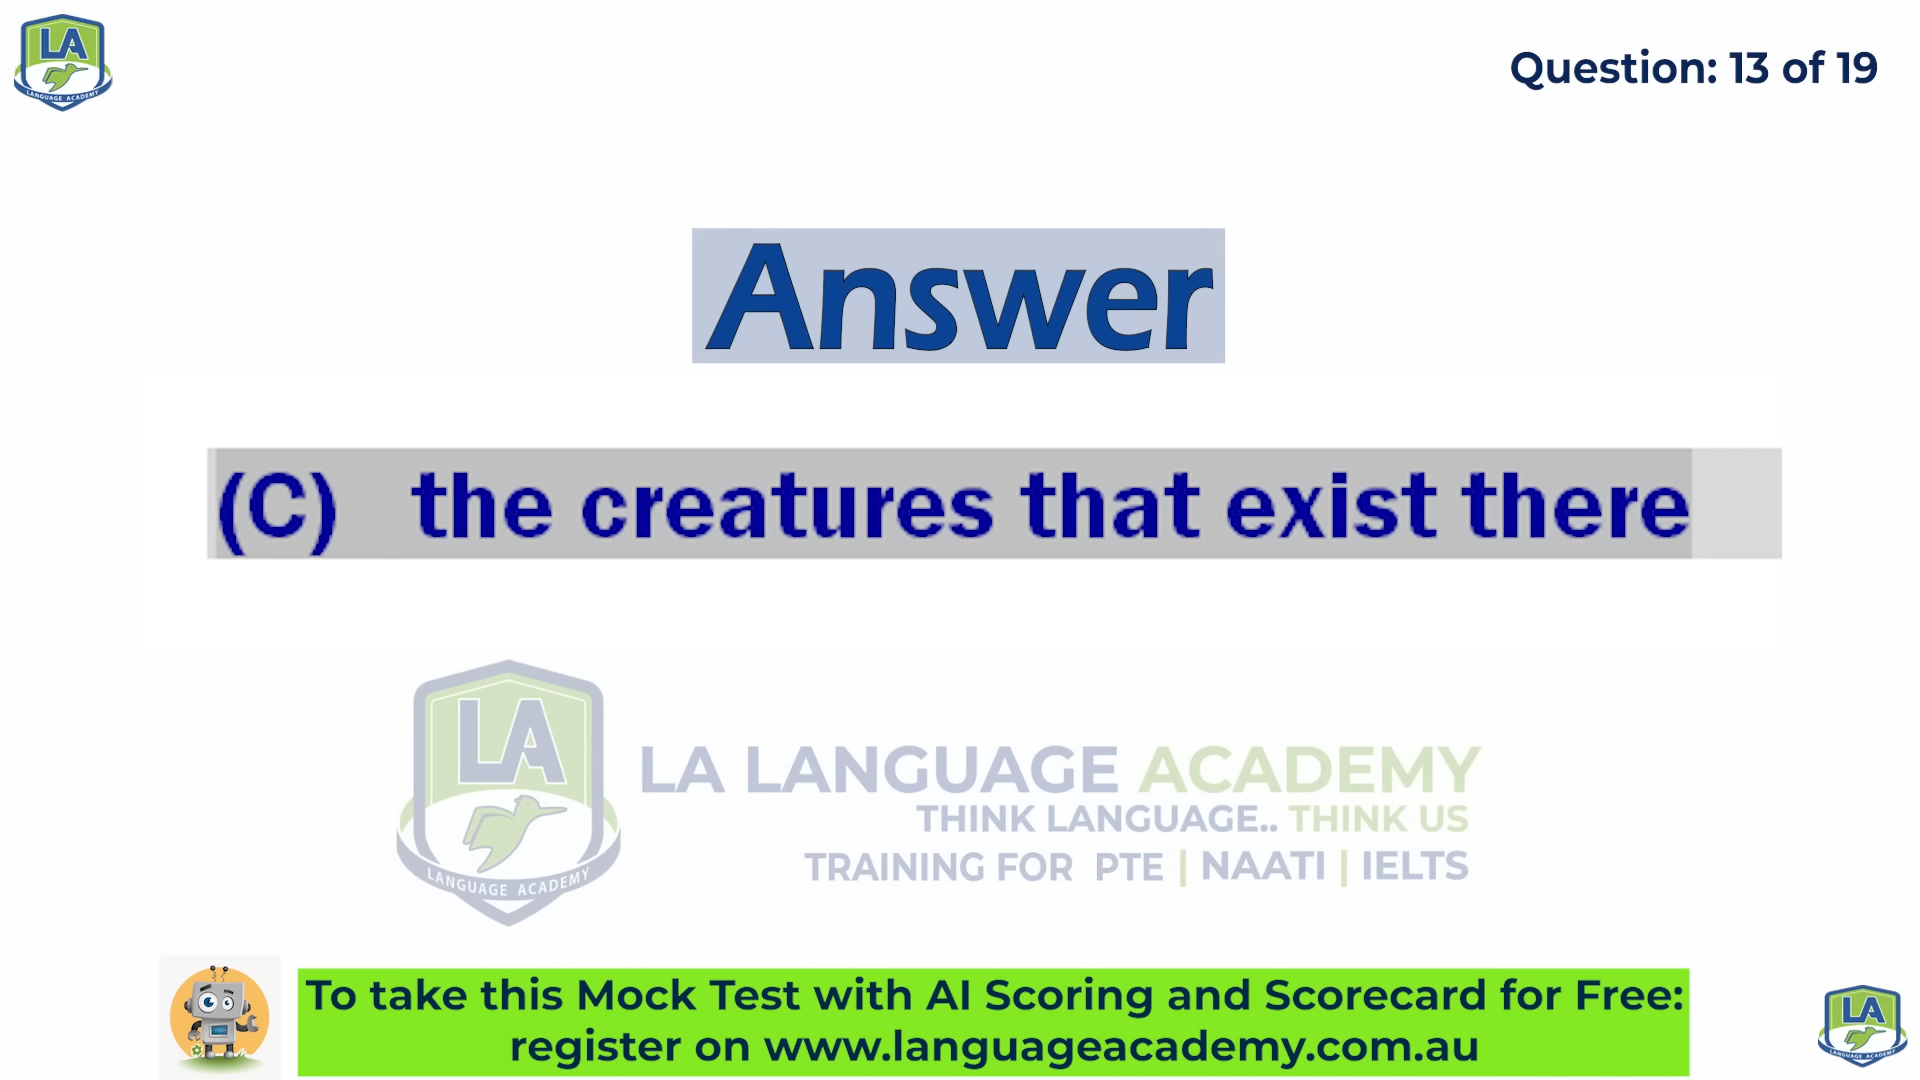 LA
LANGUAGE ACADEMY
Question: 13 of 19
Answer
(C) the creatures that exist there
LA
LANGUAGE ACADEMY
LA LANGUAGE ACADEMY
THINK LANGUAGE.. THINK US
TRAINING FOR PTE | NAATI | IELTS
To take this Mock Test with AI Scoring and Scorecard for Free:
register on www.languageacademy.com.au
LA
LANGUAGE ACADEMY